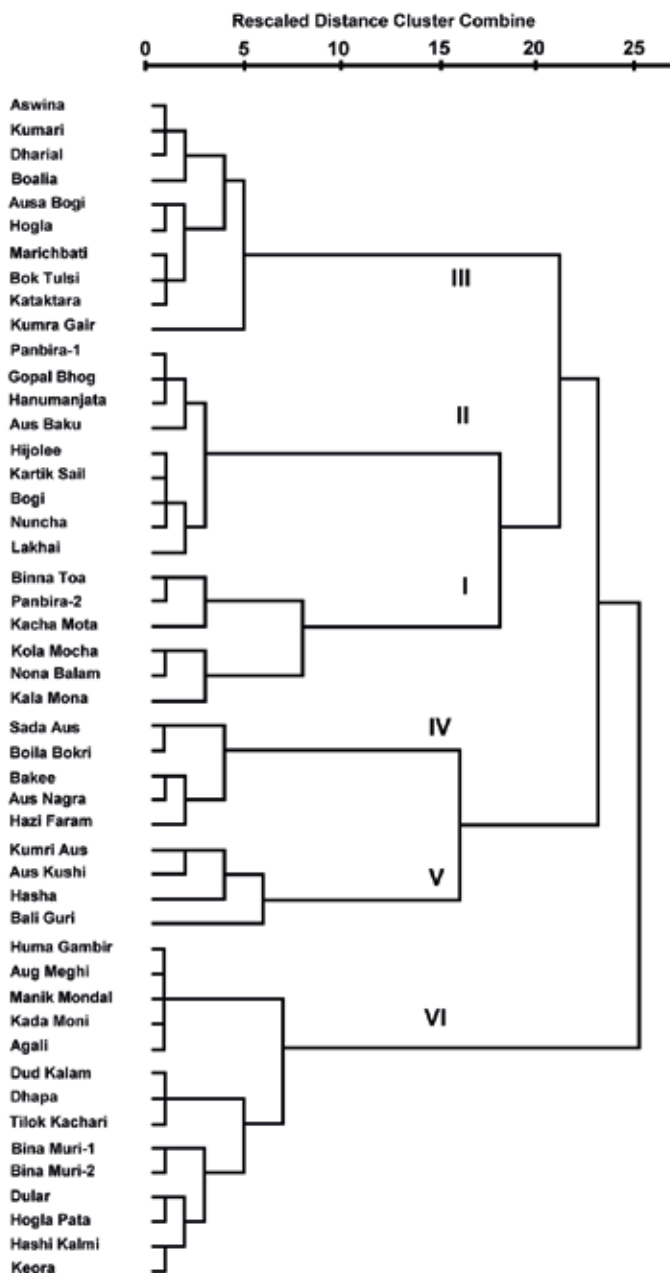 Rescaled Distance Cluster Combine
0 5 10 15 20 25
Aswina
Kumari
Dharial
Boalia
Ausa Bogi
Hogla
Marichbati
Bok Tulsi
III
Kataktara
Kumra Gair
Panbira-1
Gopal Bhog
Hanumanjata
II
Aus Baku
Hijolee
Kartik Sail
Bogi
Nuncha
Lakhai
Binna Toa
I
Panbira-2
Kacha Mota
Kola Mocha
Nona Balam
Kala Mona
Sada Aus
IV
Boila Bokri
Bakee
Aus Nagra
Hazi Faram
Kumri Aus
Aus Kushi
V
Hasha
Bali Guri
Huma Gambir
Aug Meghi
Manik Mondal
VI
Kada Moni
Agali
Dud Kalam
Dhapa
Tilok Kachari
Bina Muri-1
Bina Muri-2
Dular
Hogla Pata
Hashi Kalmi
Keora